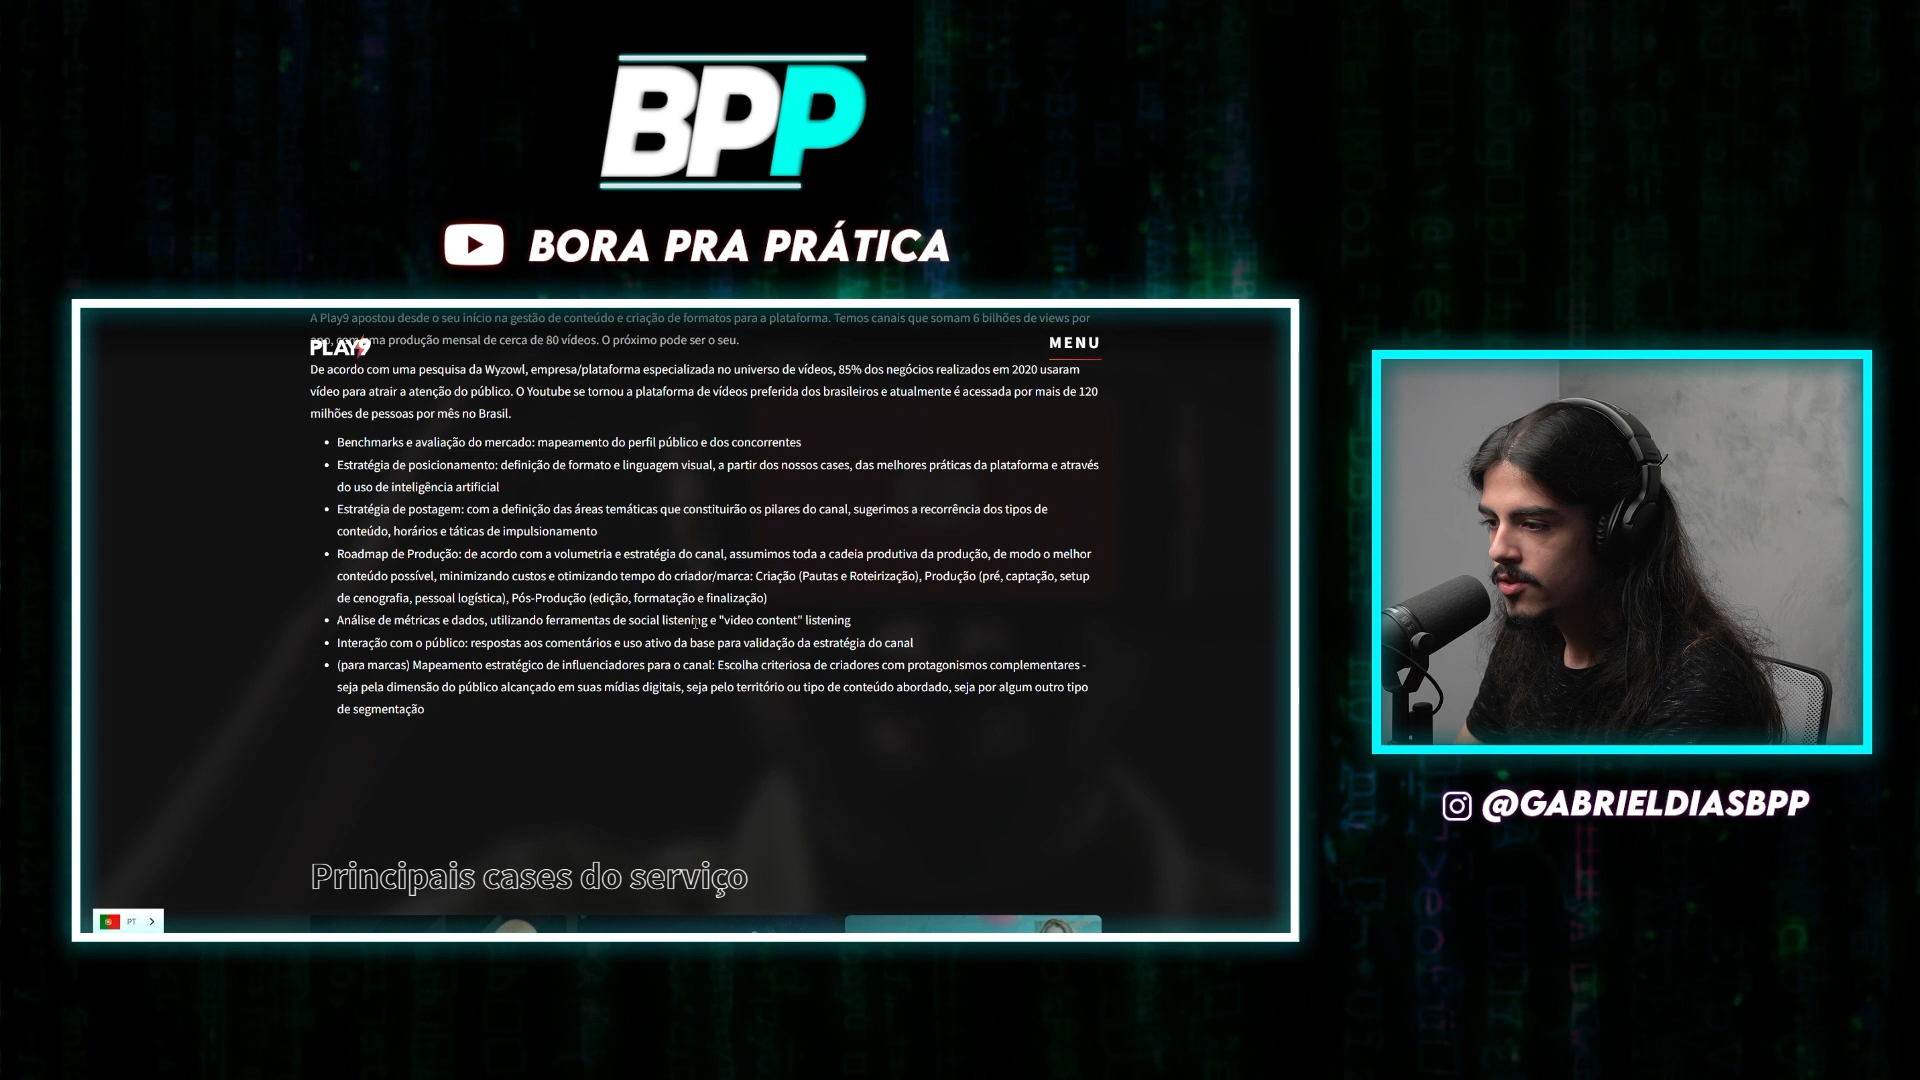 BPP
BORA PRA PRÁTICA
A Play9 apostou desde o seu início na gestão de conteúdo e criação de formatos para a plataforma. Temos canais que somam 6 bilhões de views por
ano, com uma produção mensal de cerca de 80 vídeos. O próximo pode ser o seu.
PLAY9
MENU
De acordo com uma pesquisa da Wyzowl, empresa/plataforma especializada no universo de vídeos, 85% dos negócios realizados em 2020 usaram
vídeo para atrair a atenção do público. O Youtube se tornou a plataforma de vídeos preferida dos brasileiros e atualmente é acessada por mais de 120
milhões de pessoas por mês no Brasil.
• Benchmarks e avaliação do mercado: mapeamento do perfil público e dos concorrentes
• Estratégia de posicionamento: definição de formato e linguagem visual, a partir dos nossos cases, das melhores práticas da plataforma e através
do uso de inteligência artificial
• Estratégia de postagem: com a definição das áreas temáticas que constituirão os pilares do canal, sugerimos a recorrência dos tipos de
conteúdo, horários e táticas de impulsionamento
• Roadmap de Produção: de acordo com a volumetria e estratégia do canal, assumimos toda a cadeia produtiva da produção, de modo o melhor
conteúdo possível, minimizando custos e otimizando tempo do criador/marca: Criação (Pautas e Roteirização), Produção (pré, captação, setup
de cenografia, pessoal logística), Pós-Produção (edição, formatação e finalização)
• Análise de métricas e dados, utilizando ferramentas de social listening e "video content" listening
• Interação com o público: respostas aos comentários e uso ativo da base para validação da estratégia do canal
• (para marcas) Mapeamento estratégico de influenciadores para o canal: Escolha criteriosa de criadores com protagonismos complementares -
seja pela dimensão do público alcançado em suas mídias digitais, seja pelo território ou tipo de conteúdo abordado, seja por algum outro tipo
de segmentação
Principais cases do serviço
PT
@GABRIELDIASBPP